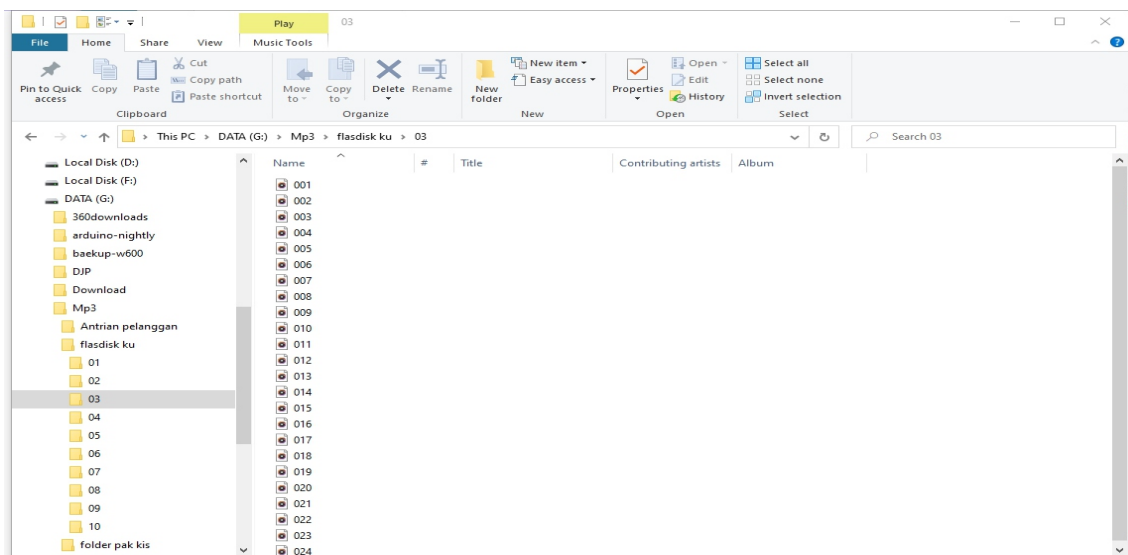 Play 03
File Home Share View Music Tools
Pin to Quick access
Copy
Paste
Cut
Copy path
Paste shortcut
Clipboard
Move to
Copy to
Delete
Rename
Organize
New folder
New item
Easy access
New
Properties
Open
Edit
History
Open
Select all
Select none
Invert selection
Select
This PC > DATA (G:) > Mp3 > flasdisk ku > 03
Search 03
Local Disk (D:)
Local Disk (F:)
DATA (G:)
360downloads
arduino-nightly
baekup-w600
DJP
Download
Mp3
Antrian pelanggan
flasdisk ku
01
02
03
04
05
06
07
08
09
10
folder pak kis
Name # Title Contributing artists Album
001
002
003
004
005
006
007
008
009
010
011
012
013
014
015
016
017
018
019
020
021
022
023
024